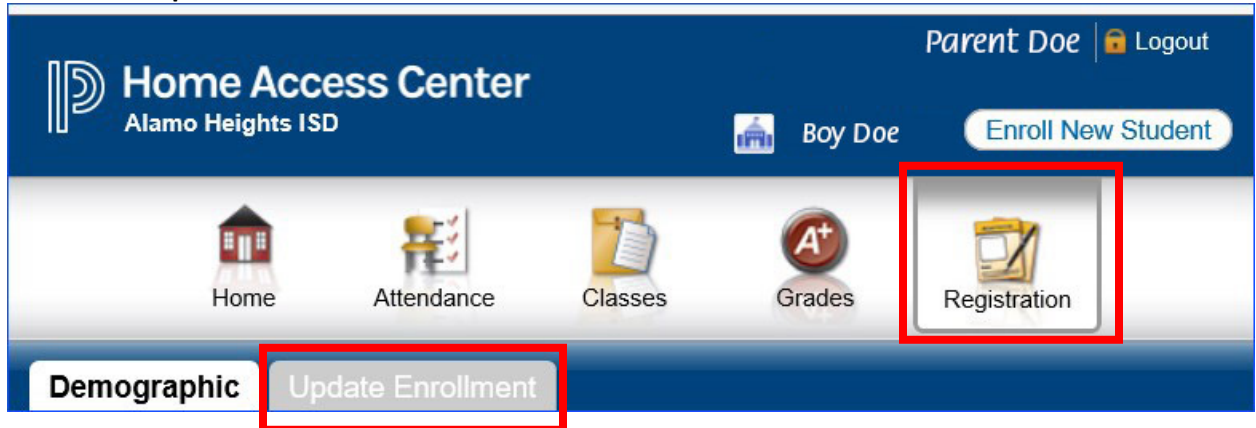 Parent Doe Logout
Home Access Center
Alamo Heights ISD
Boy Doe Enroll New Student
A+
Home Attendance Classes Grades Registration
Demographic Update Enrollment